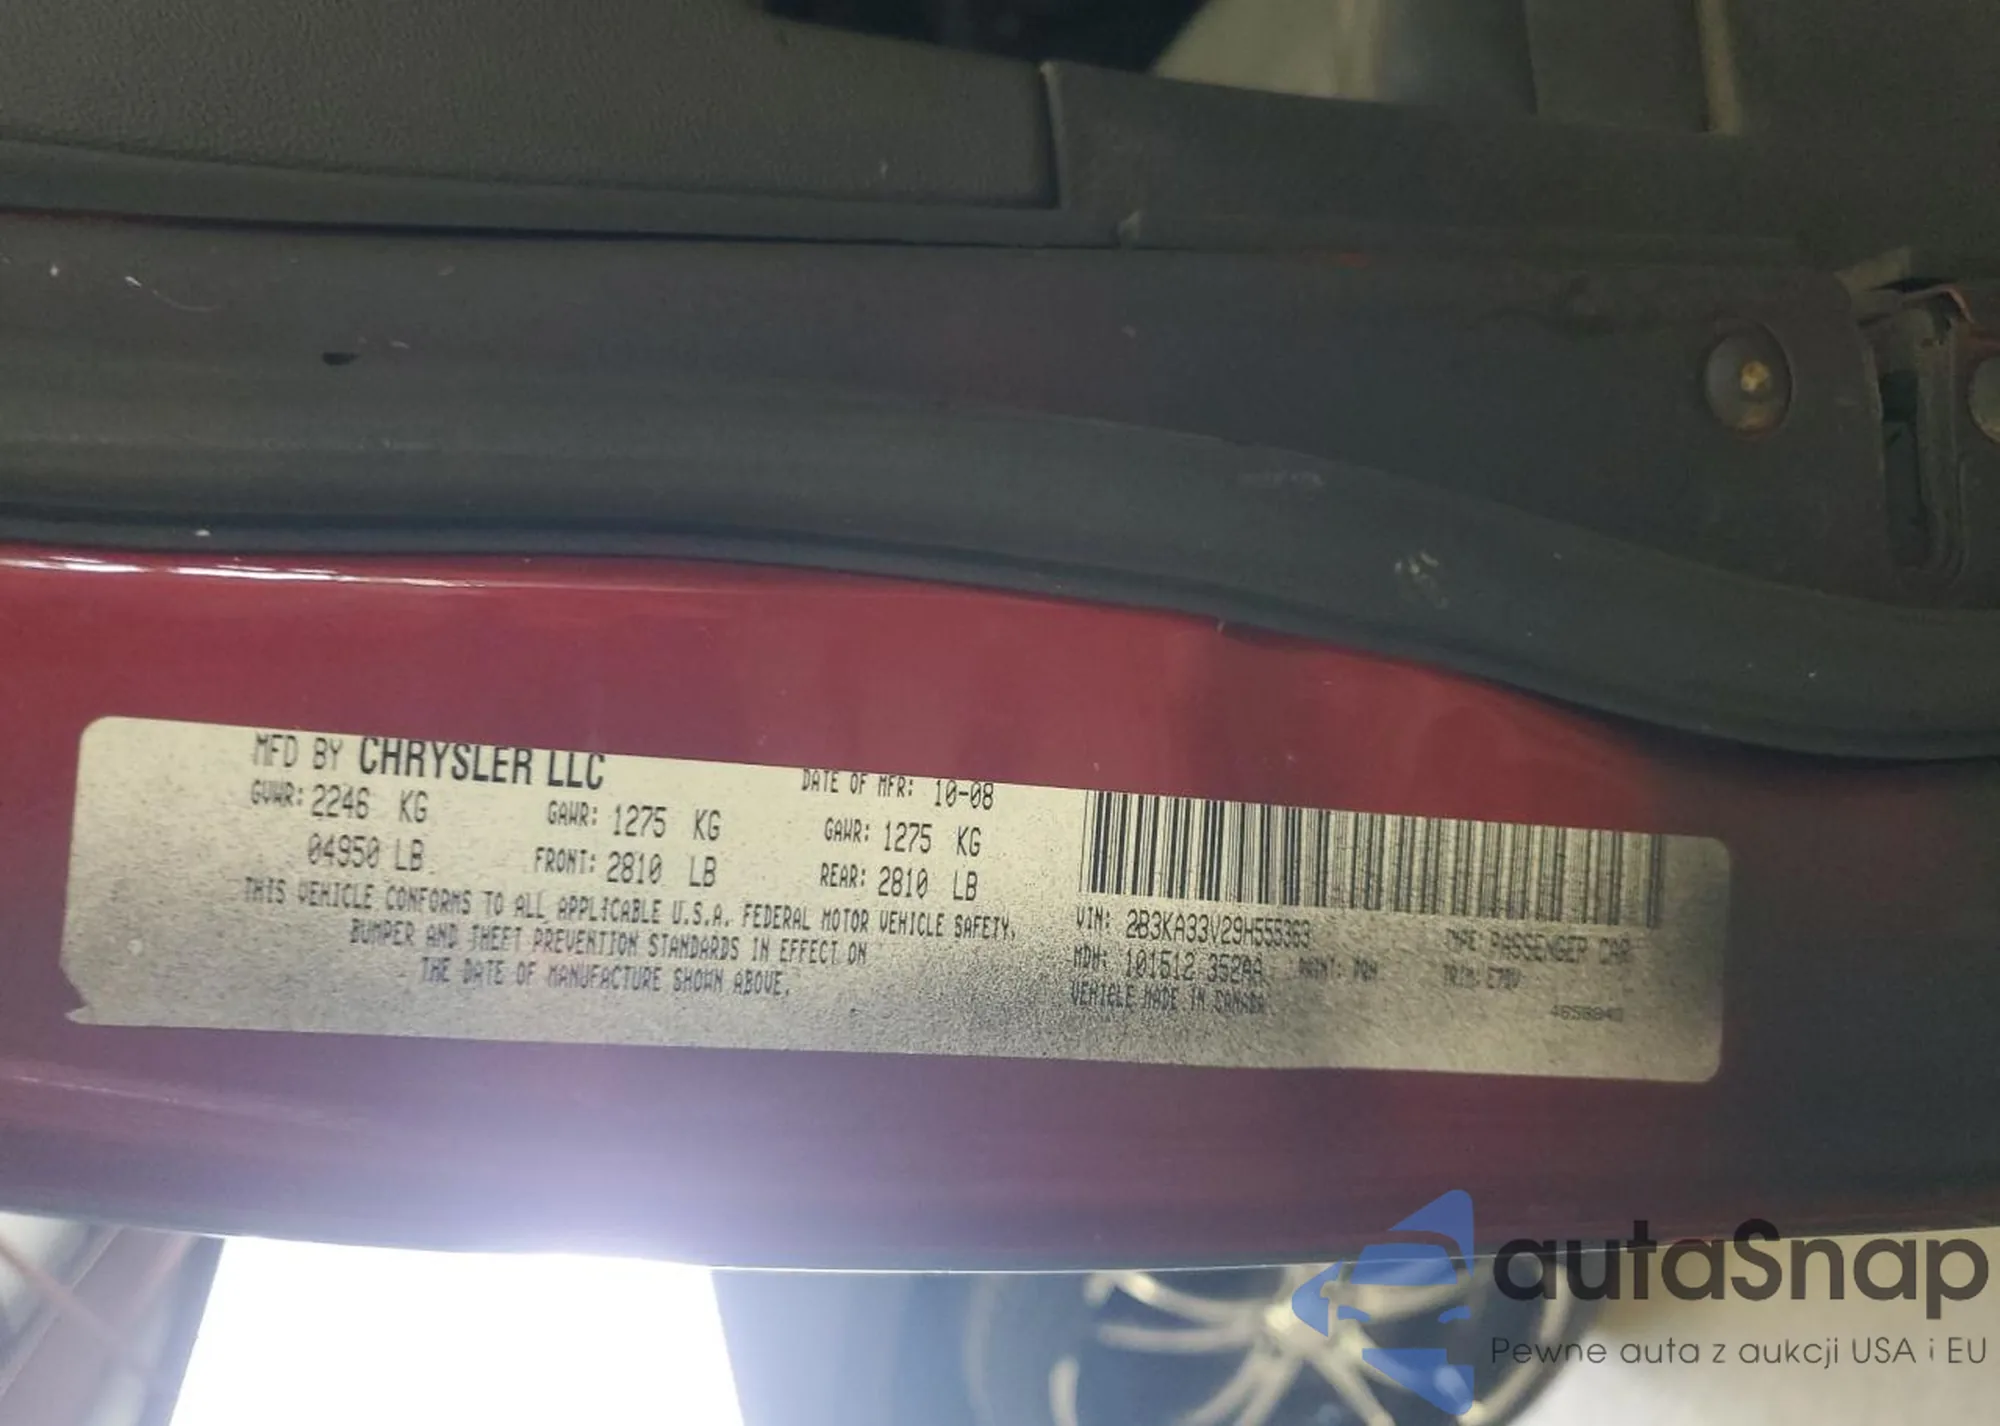 MFD BY CHRYSLER LLC DATE OF MFR: 10-08
GVWR: 2246 KG GAWR: 1275 KG GAWR: 1275 KG
04950 LB FRONT: 2810 LB REAR: 2810 LB
THIS VEHICLE CONFORMS TO ALL APPLICABLE U.S.A. FEDERAL MOTOR VEHICLE SAFETY,
BUMPER AND THEFT PREVENTION STANDARDS IN EFFECT ON
THE DATE OF MANUFACTURE SHOWN ABOVE.
VIN: 2B3KA33V29H555363 TYPE: PASSENGER CAR
MDH: 101512 352AA PAINT: TRIM:
VEHICLE MADE IN CANADA
autaSnap
Pewne auta z aukcji USA i EU